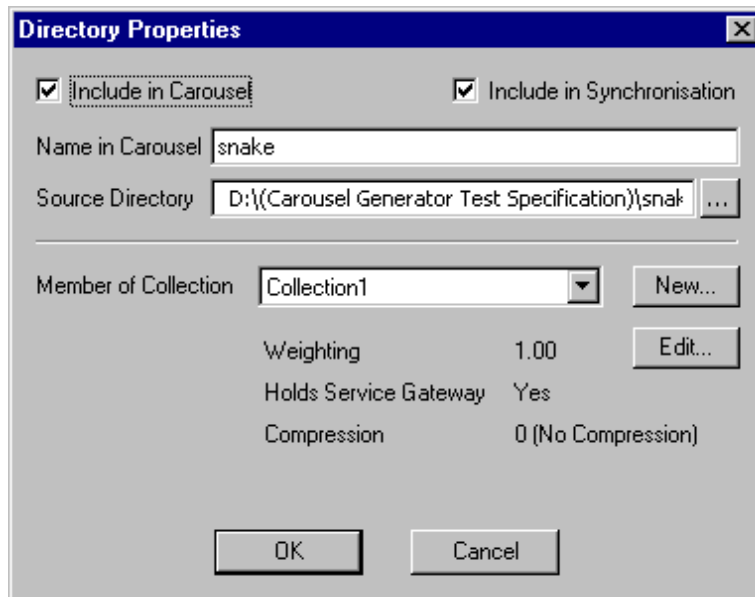 Directory Properties
Include in Carousel Include in Synchronisation
Name in Carousel snake
Source Directory D:\(Carousel Generator Test Specification)\snak ...
Member of Collection Collection1 New...
Weighting 1.00 Edit...
Holds Service Gateway Yes
Compression 0 (No Compression)
OK Cancel